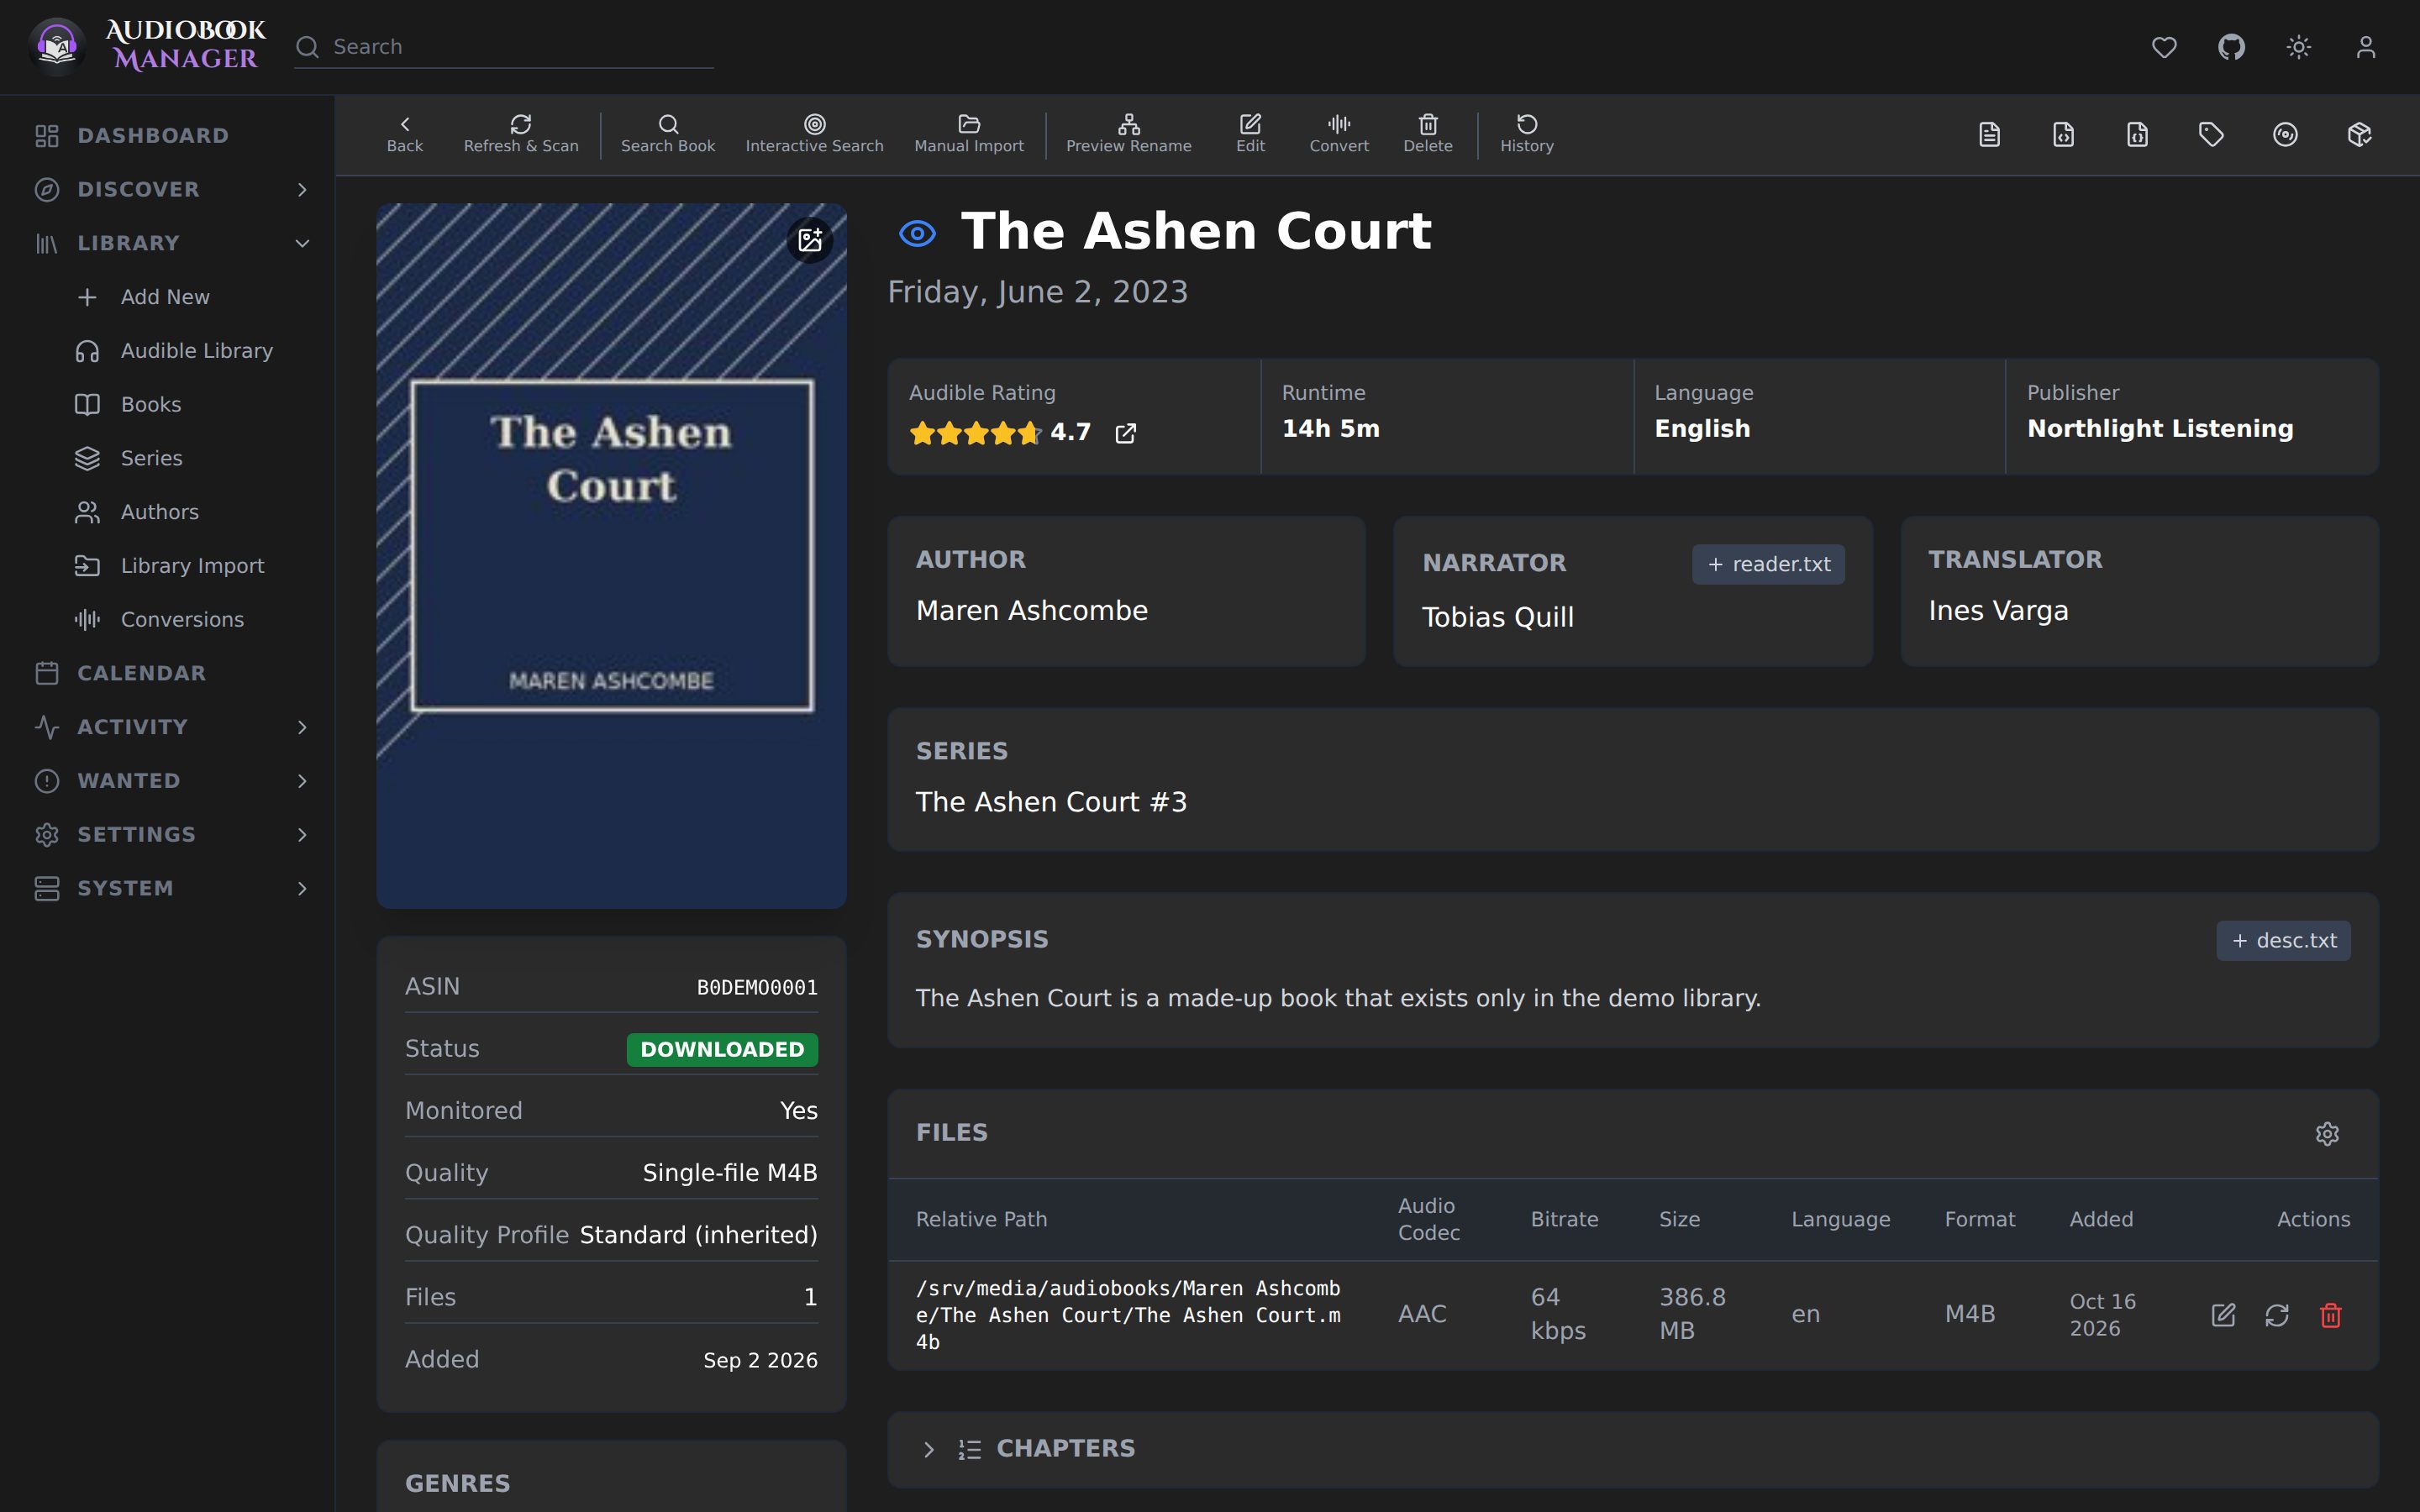 AUDIOBOOK
MANAGER
Search
DASHBOARD
DISCOVER
LIBRARY
Add New
Audible Library
Books
Series
Authors
Library Import
Conversions
CALENDAR
ACTIVITY
WANTED
SETTINGS
SYSTEM
Back
Refresh & Scan
Search Book
Interactive Search
Manual Import
Preview Rename
Edit
Convert
Delete
History
The Ashen
Court
MAREN ASHCOMBE
ASIN B0DEMO0001
Status DOWNLOADED
Monitored Yes
Quality Single-file M4B
Quality Profile Standard (inherited)
Files 1
Added Sep 2 2026
GENRES
The Ashen Court
Friday, June 2, 2023
Audible Rating
4.7
Runtime
14h 5m
Language
English
Publisher
Northlight Listening
AUTHOR
Maren Ashcombe
NARRATOR
+ reader.txt
Tobias Quill
TRANSLATOR
Ines Varga
SERIES
The Ashen Court #3
SYNOPSIS
+ desc.txt
The Ashen Court is a made-up book that exists only in the demo library.
FILES
Relative Path
Audio
Codec
Bitrate
Size
Language
Format
Added
Actions
/srv/media/audiobooks/Maren Ashcomb
e/The Ashen Court/The Ashen Court.m
4b
AAC
64
kbps
386.8
MB
en
M4B
Oct 16
2026
CHAPTERS